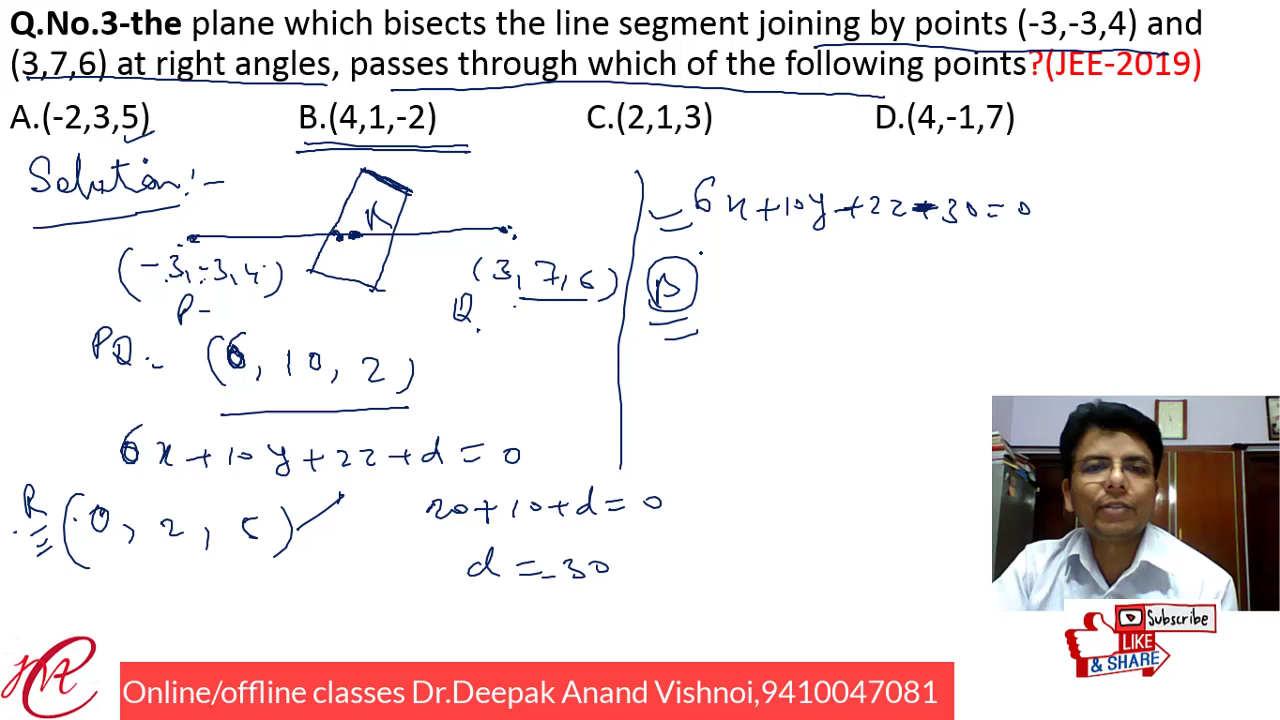 Q.No.3-the plane which bisects the line segment joining by points (-3,-3,4) and
(3,7,6) at right angles, passes through which of the following points?(JEE-2019)
A.(-2,3,5) B.(4,1,-2) C.(2,1,3) D.(4,-1,7)
Solution:-
6x+10y+2z-30=0
R
(-3,-3,4) (3,7,6)
P Q
B
PQ = (6, 10, 2)
6x+10y+2z+d=0
R (0, 2, 5) 20+10+d=0
d=-30
Subscribe
LIKE
& SHARE
Online/offline classes Dr.Deepak Anand Vishnoi,9410047081